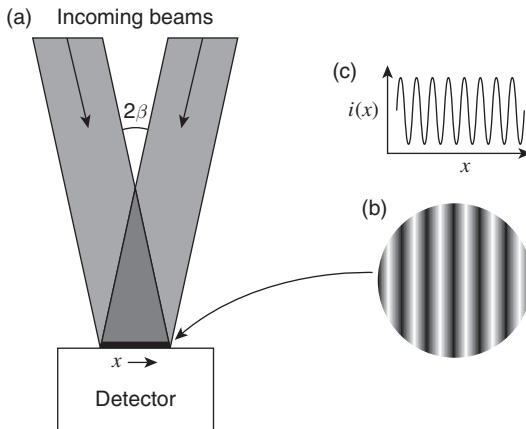 (a) Incoming beams
2β
(c)
i(x)
x
(b)
x
Detector